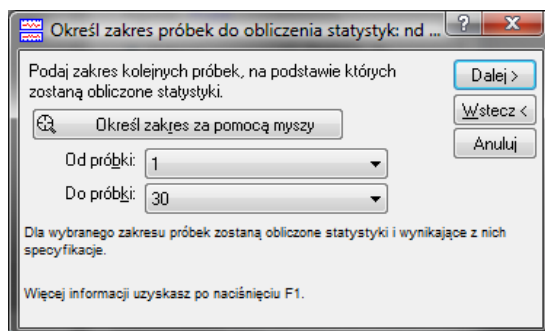 Określ zakres próbek do obliczenia statystyk: nd ...
Podaj zakres kolejnych próbek, na podstawie których
zostaną obliczone statystyki.
Określ zakres za pomocą myszy
Od próbki: 1
Do próbki: 30
Dalej >
Wstecz <
Anuluj
Dla wybranego zakresu próbek zostaną obliczone statystyki i wynikające z nich
specyfikacje.
Więcej informacji uzyskasz po naciśnięciu F1.